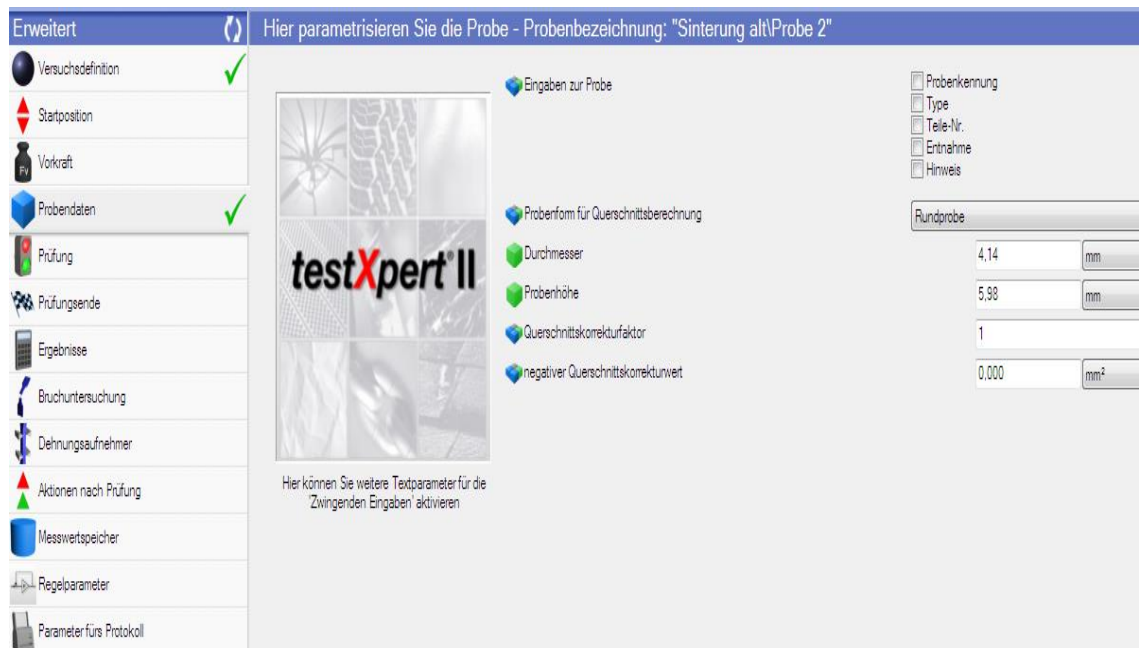 Erweitert
Hier parametrisieren Sie die Probe - Probenbezeichnung: "Sinterung alt\Probe 2"
Versuchsdefinition
Startposition
Fv
Vorkraft
Probendaten
Prüfung
Prüfungsende
Ergebnisse
Bruchuntersuchung
Dehnungsaufnehmer
Aktionen nach Prüfung
Messwertspeicher
Regelparameter
Parameter fürs Protokoll
testXpert® II
Hier können Sie weitere Textparameter für die
'Zwingenden Eingaben' aktivieren
Eingaben zur Probe
Probenkennung
Type
Teile-Nr.
Entnahme
Hinweis
Probenform für Querschnittsberechnung
Rundprobe
Durchmesser
4,14 mm
Probenhöhe
5,98 mm
Querschnittskorrekturfaktor
1
negativer Querschnittskorrekturwert
0,000 mm²